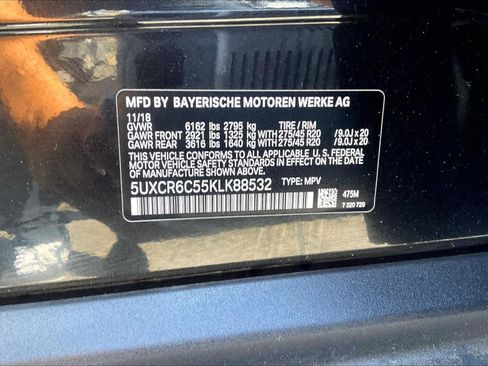 MFD BY BAYERISCHE MOTOREN WERKE AG
11/18
GVWR 6162 lbs 2795 kg TIRE / RIM
GAWR FRONT 2921 lbs 1325 kg WITH 275/45 R20 / 9.0J x 20
GAWR REAR 3616 lbs 1640 kg WITH 275/45 R20 / 9.0J x 20
THIS VEHICLE CONFORMS TO ALL APPLICABLE U. S. FEDERAL
MOTOR VEHICLE SAFETY STANDARDS IN EFFECT ON THE DATE OF
MANUFACTURE SHOWN ABOVE.
5UXCR6C55KLK88532 TYPE: MPV
475M
7 320 729